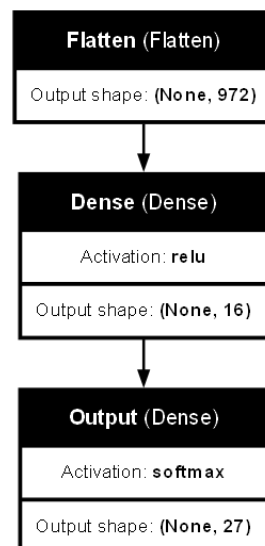 Flatten (Flatten)
Output shape: (None, 972)
Dense (Dense)
Activation: relu
Output shape: (None, 16)
Output (Dense)
Activation: softmax
Output shape: (None, 27)